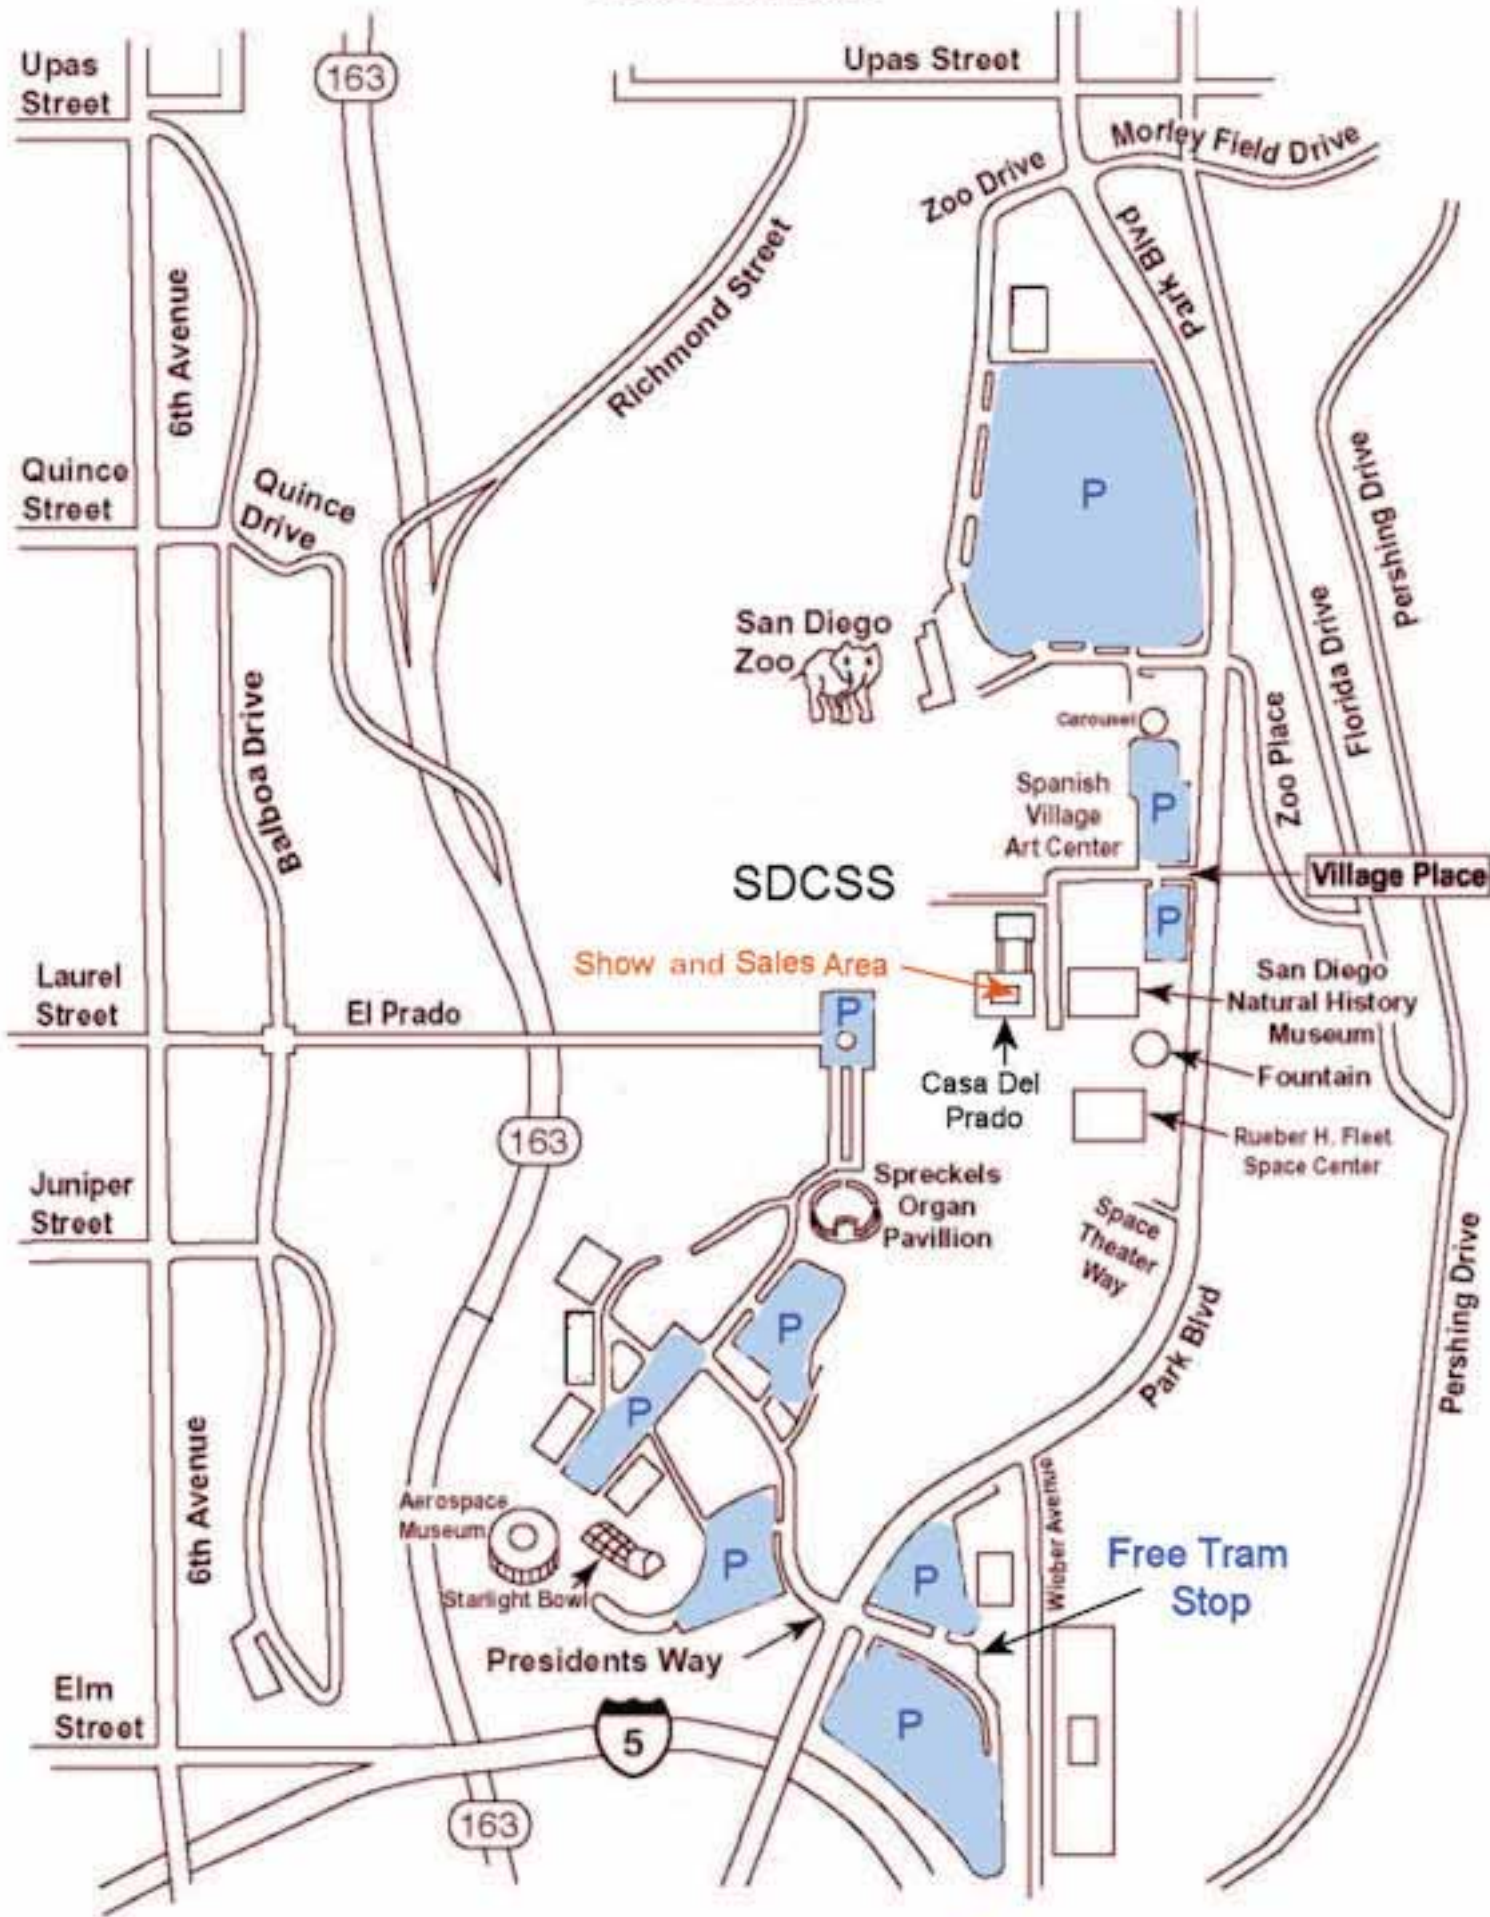 Upas
Street
163
Upas Street
Morley Field Drive
Zoo Drive
Park Blvd
Richmond Street
6th Avenue
Quince
Street
Quince
Drive
P
Pershing Drive
Florida Drive
San Diego
Zoo
Carousel
Zoo Place
Balboa Drive
Spanish
Village
Art Center
P
Village Place
SDCSS
P
Show and Sales Area
San Diego
Natural History
Museum
Laurel
Street
El Prado
P
Casa Del
Prado
Fountain
163
Rueber H. Fleet
Space Center
Juniper
Street
Spreckels
Organ
Pavillion
Space
Theater
Way
Pershing Drive
P
Park Blvd
P
6th Avenue
Aerospace
Museum
Starlight Bowl
P
P
Wieber Avenue
Free Tram
Stop
Presidents Way
Elm
Street
5
P
163